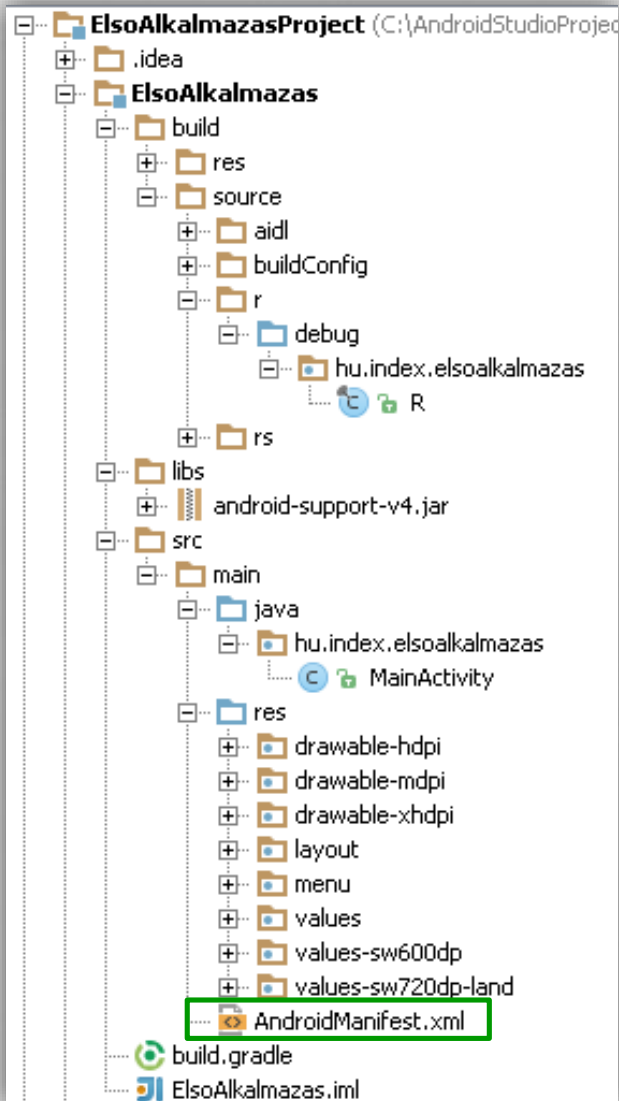 ElsoAlkalmazasProject (C:\AndroidStudioProjec
.idea
ElsoAlkalmazas
build
res
source
aidl
buildConfig
r
debug
hu.index.elsoalkalmazas
C R
rs
libs
android-support-v4.jar
src
main
java
hu.index.elsoalkalmazas
C MainActivity
res
drawable-hdpi
drawable-mdpi
drawable-xhdpi
layout
menu
values
values-sw600dp
values-sw720dp-land
AndroidManifest.xml
build.gradle
ElsoAlkalmazas.iml